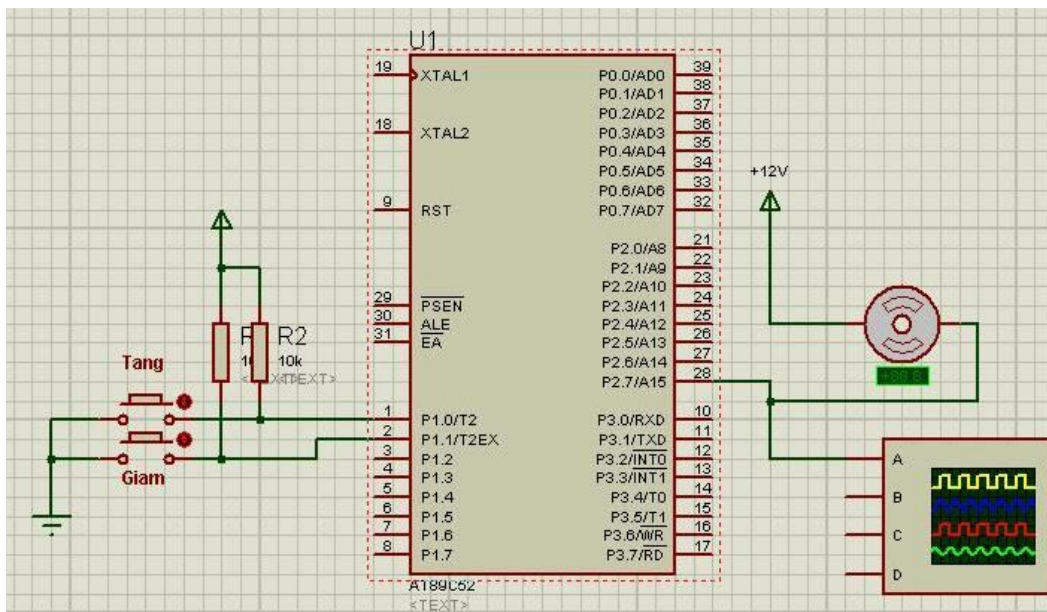 U1
19 XTAL1
18 XTAL2
9 RST
29 PSEN
30 ALE
31 EA
1 P1.0/T2
2 P1.1/T2EX
3 P1.2
4 P1.3
5 P1.4
6 P1.5
7 P1.6
8 P1.7
P0.0/AD0 39
P0.1/AD1 38
P0.2/AD2 37
P0.3/AD3 36
P0.4/AD4 35
P0.5/AD5 34
P0.6/AD6 33
P0.7/AD7 32
P2.0/A8 21
P2.1/A9 22
P2.2/A10 23
P2.3/A11 24
P2.4/A12 25
P2.5/A13 26
P2.6/A14 27
P2.7/A15 28
P3.0/RXD 10
P3.1/TXD 11
P3.2/INT0 12
P3.3/INT1 13
P3.4/T0 14
P3.5/T1 15
P3.6/WR 16
P3.7/RD 17
AT89C52
<TEXT>
R2
10k
Tang
Giam
+12V
A
B
C
D